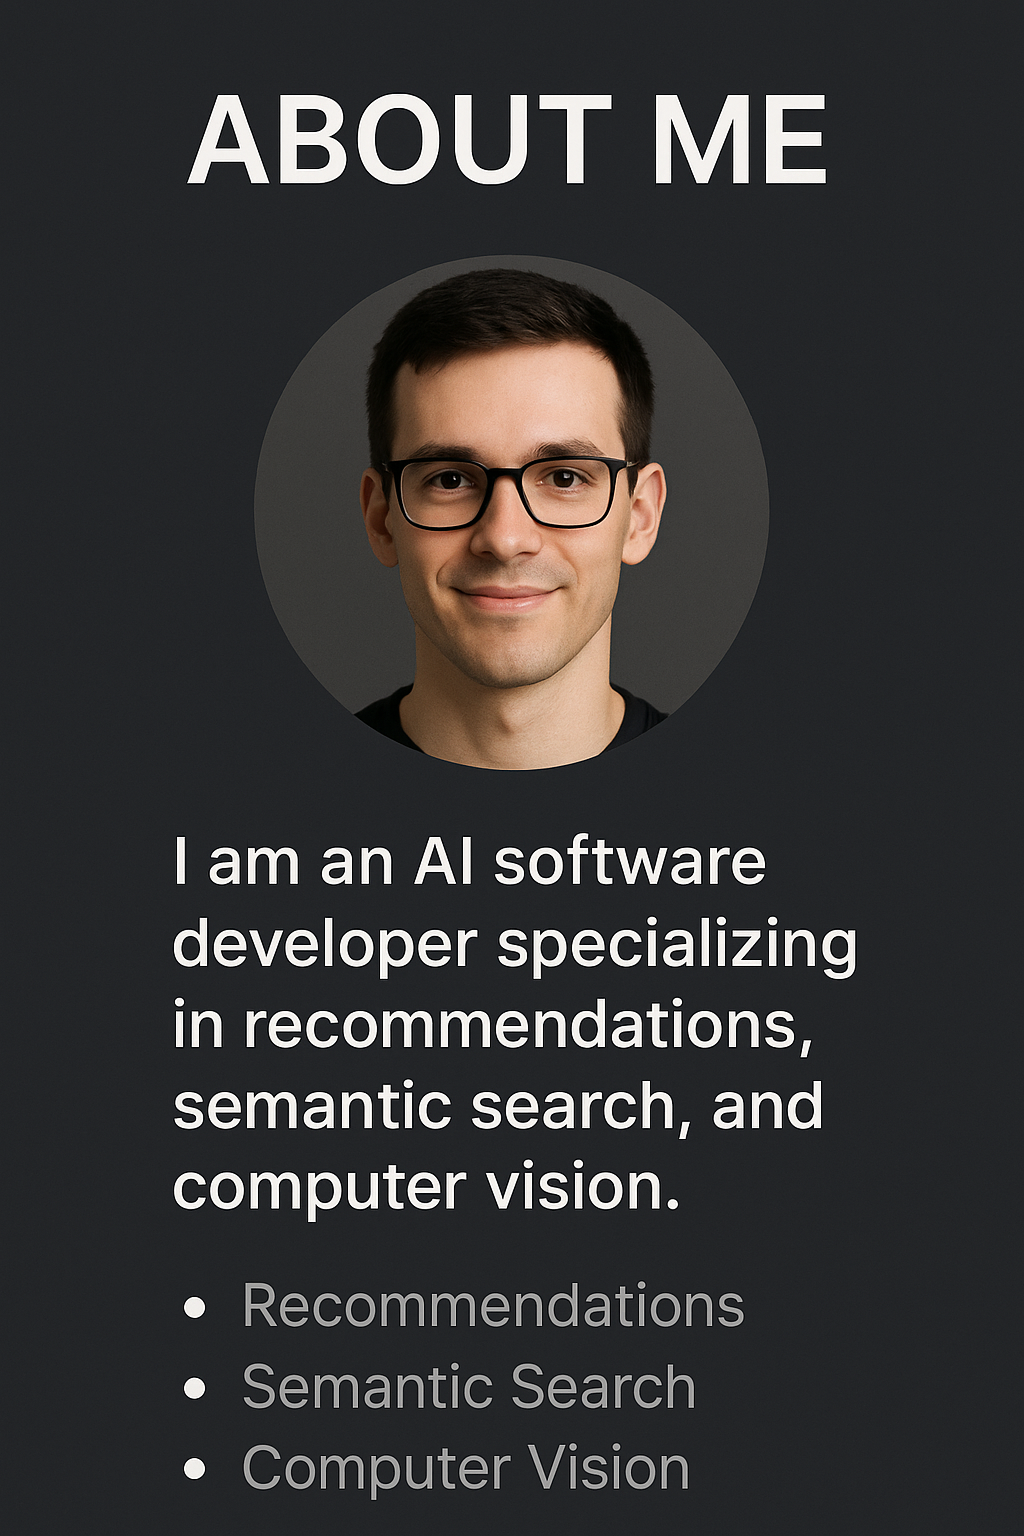 ABOUT ME
I am an AI software
developer specializing
in recommendations,
semantic search, and
computer vision.
• Recommendations
• Semantic Search
• Computer Vision